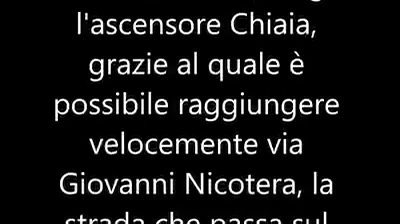 l'ascensore Chiaia,
grazie al quale è
possibile raggiungere
velocemente via
Giovanni Nicotera, la
strada che passa sul